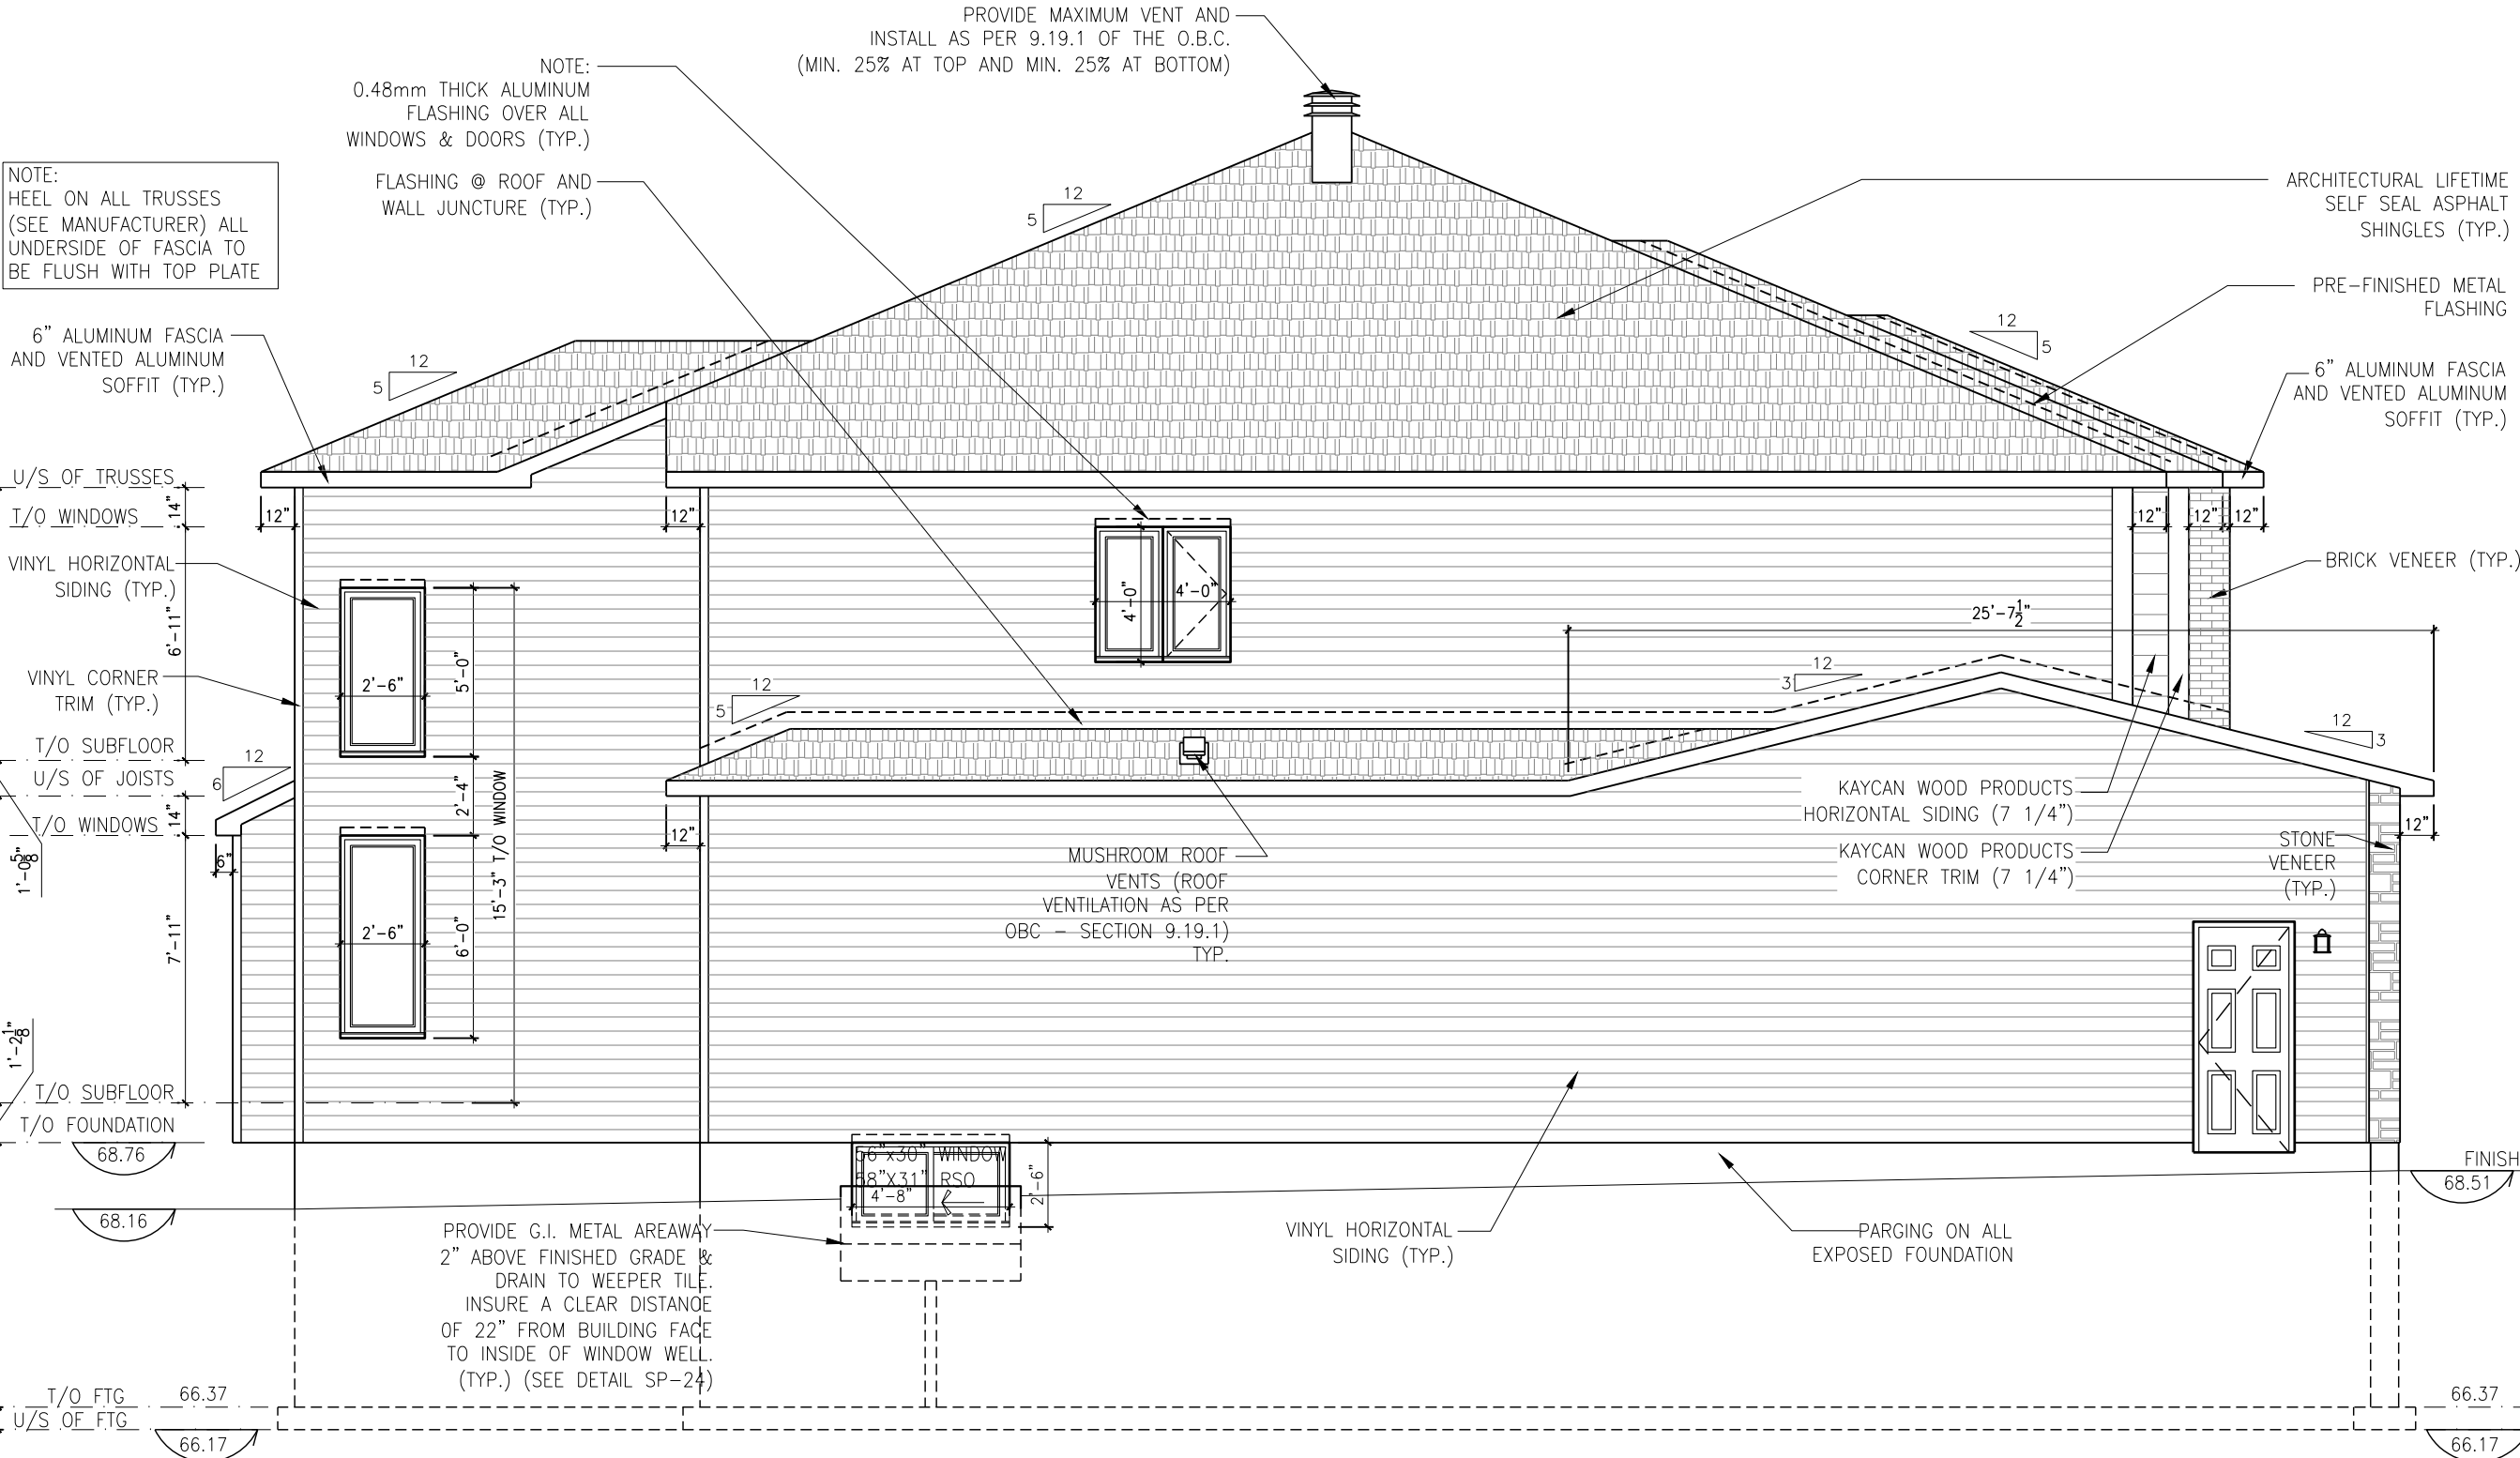 PROVIDE MAXIMUM VENT AND
INSTALL AS PER 9.19.1 OF THE O.B.C.
(MIN. 25% AT TOP AND MIN. 25% AT BOTTOM)
NOTE:
0.48mm THICK ALUMINUM
FLASHING OVER ALL
WINDOWS & DOORS (TYP.)
FLASHING @ ROOF AND
WALL JUNCTURE (TYP.)
NOTE:
HEEL ON ALL TRUSSES
(SEE MANUFACTURER) ALL
UNDERSIDE OF FASCIA TO
BE FLUSH WITH TOP PLATE
12
5
ARCHITECTURAL LIFETIME
SELF SEAL ASPHALT
SHINGLES (TYP.)
PRE-FINISHED METAL
FLASHING
12
5
6" ALUMINUM FASCIA
AND VENTED ALUMINUM
SOFFIT (TYP.)
12
5
6" ALUMINUM FASCIA
AND VENTED ALUMINUM
SOFFIT (TYP.)
U/S OF TRUSSES
14"
T/O WINDOWS
12"
12"
12"
12"
12"
VINYL HORIZONTAL
SIDING (TYP.)
6'-11"
BRICK VENEER (TYP.)
4'-0"
4'-0"
25'-7 1/2"
2'-6"
5'-0"
VINYL CORNER
TRIM (TYP.)
12
5
12
3
12
3
T/O SUBFLOOR
12
6
U/S OF JOISTS
14"
T/O WINDOWS
2'-4"
15'-3" T/O WINDOW
12"
6"
1'-0 5/8"
KAYCAN WOOD PRODUCTS
HORIZONTAL SIDING (7 1/4")
KAYCAN WOOD PRODUCTS
CORNER TRIM (7 1/4")
STONE
VENEER
(TYP.)
12"
MUSHROOM ROOF
VENTS (ROOF
VENTILATION AS PER
OBC - SECTION 9.19.1)
TYP.
7'-11"
2'-6"
6'-0"
1'-2 1/8"
T/O SUBFLOOR
T/O FOUNDATION
68.76
56"x30" WINDOW
58"X31" RSO
4'-8"
2'-6"
FINISH
68.51
68.16
PROVIDE G.I. METAL AREAWAY
2" ABOVE FINISHED GRADE &
DRAIN TO WEEPER TILE.
INSURE A CLEAR DISTANCE
OF 22" FROM BUILDING FACE
TO INSIDE OF WINDOW WELL.
(TYP.) (SEE DETAIL SP-24)
VINYL HORIZONTAL
SIDING (TYP.)
PARGING ON ALL
EXPOSED FOUNDATION
T/O FTG 66.37
U/S OF FTG
66.17
66.37
66.17